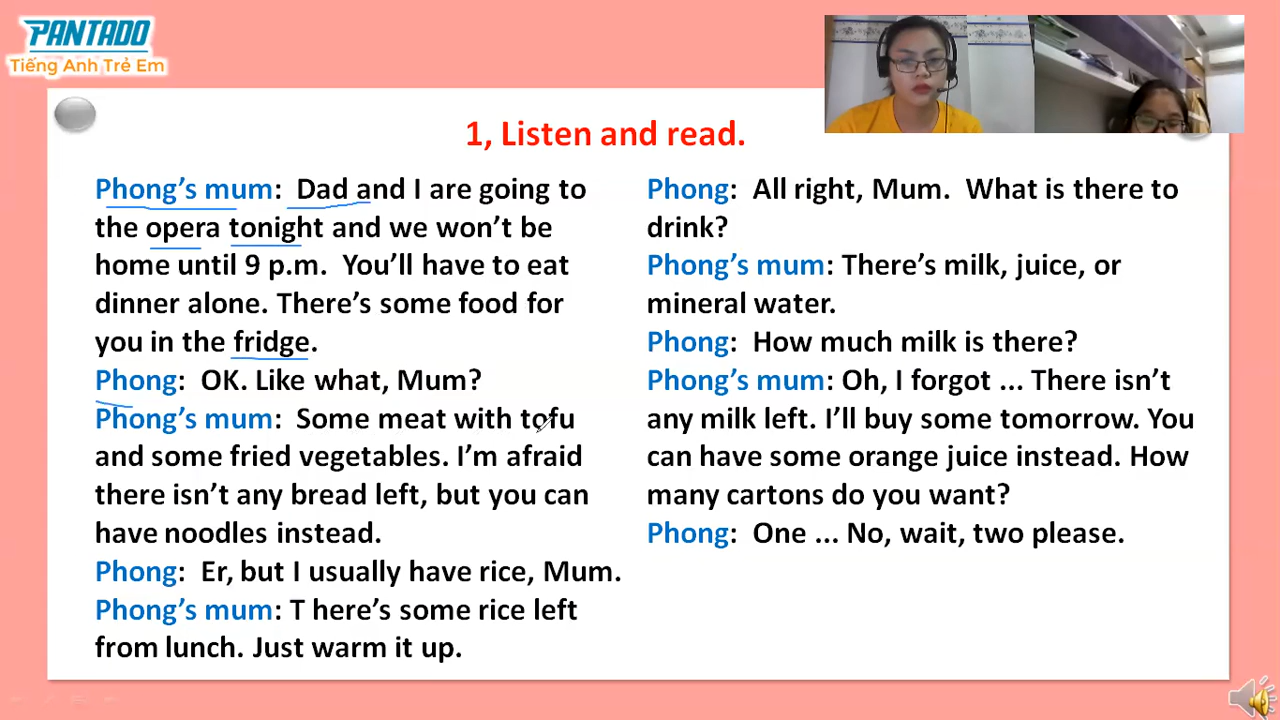 PANTADO
Tiếng Anh Trẻ Em
1, Listen and read.
Phong's mum: Dad and I are going to
the opera tonight and we won't be
home until 9 p.m. You'll have to eat
dinner alone. There's some food for
you in the fridge.
Phong: OK. Like what, Mum?
Phong's mum: Some meat with tofu
and some fried vegetables. I'm afraid
there isn't any bread left, but you can
have noodles instead.
Phong: Er, but I usually have rice, Mum.
Phong's mum: T here's some rice left
from lunch. Just warm it up.
Phong: All right, Mum. What is there to
drink?
Phong's mum: There's milk, juice, or
mineral water.
Phong: How much milk is there?
Phong's mum: Oh, I forgot ... There isn't
any milk left. I'll buy some tomorrow. You
can have some orange juice instead. How
many cartons do you want?
Phong: One ... No, wait, two please.